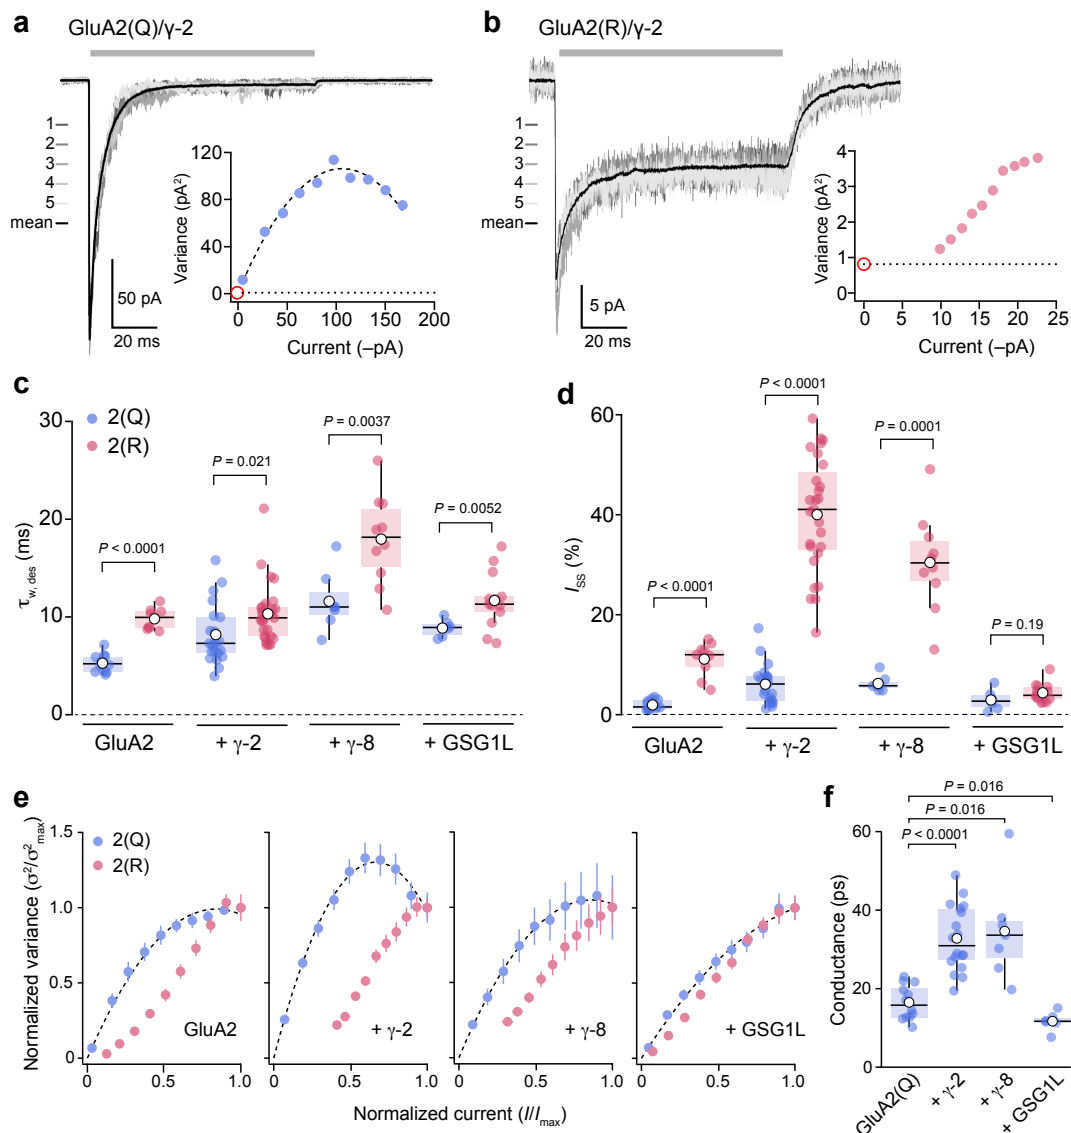 a
GluA2(Q)/γ-2
1
2
3
4
5
mean
50 pA
20 ms
Variance (pA²)
120
80
40
0
0
50
100
150
200
Current (–pA)
b
GluA2(R)/γ-2
1
2
3
4
5
mean
5 pA
20 ms
Variance (pA²)
4
3
2
1
0
0
5
10
15
20
25
Current (–pA)
c
2(Q)
2(R)
τw, des (ms)
30
20
10
0
P < 0.0001
P = 0.021
P = 0.0037
P = 0.0052
GluA2
+ γ-2
+ γ-8
+ GSG1L
d
ISS (%)
60
40
20
0
P < 0.0001
P < 0.0001
P = 0.0001
P = 0.19
GluA2
+ γ-2
+ γ-8
+ GSG1L
e
2(Q)
2(R)
Normalized variance (σ²/σ²max)
1.5
1.0
0.5
0
GluA2
+ γ-2
+ γ-8
+ GSG1L
0
0.5
1.0
0
0.5
1.0
0
0.5
1.0
0
0.5
1.0
Normalized current (I/Imax)
f
P = 0.016
P = 0.016
P < 0.0001
Conductance (ps)
60
40
20
0
GluA2(Q)
+ γ-2
+ γ-8
+ GSG1L